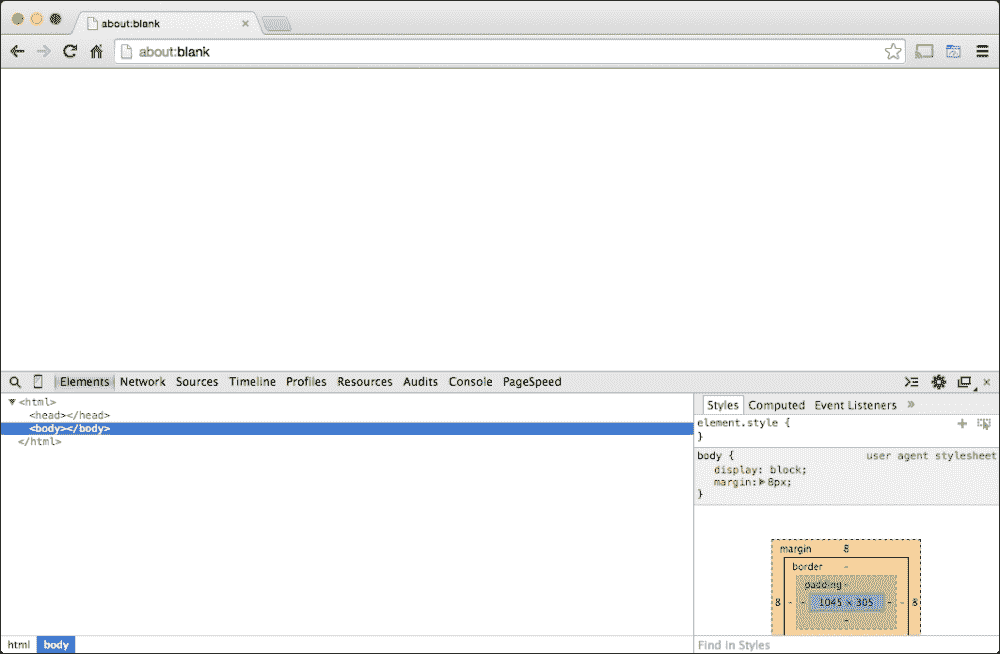 about:blank
about:blank
Elements Network Sources Timeline Profiles Resources Audits Console PageSpeed
<html>
<head></head>
<body></body>
</html>
Styles Computed Event Listeners »
element.style {
}
body { user agent stylesheet
display: block;
margin: 8px;
}
margin 8
border -
padding -
8 - - 1045 × 305 - - 8
-
html body
Find in Styles